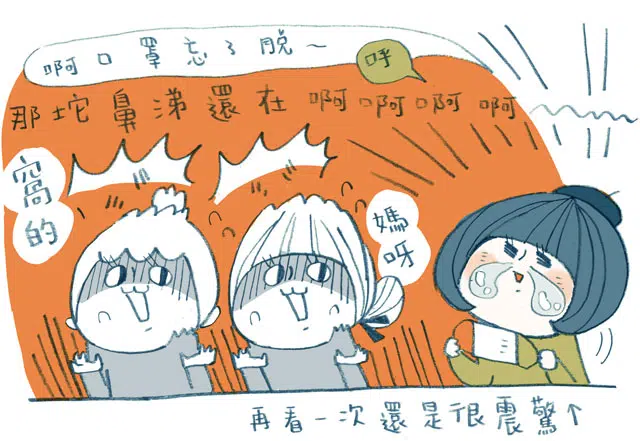 啊口罩忘了脫～
呼
那坨鼻涕還在啊啊啊啊
窩的
媽呀
再看一次還是很震驚↑